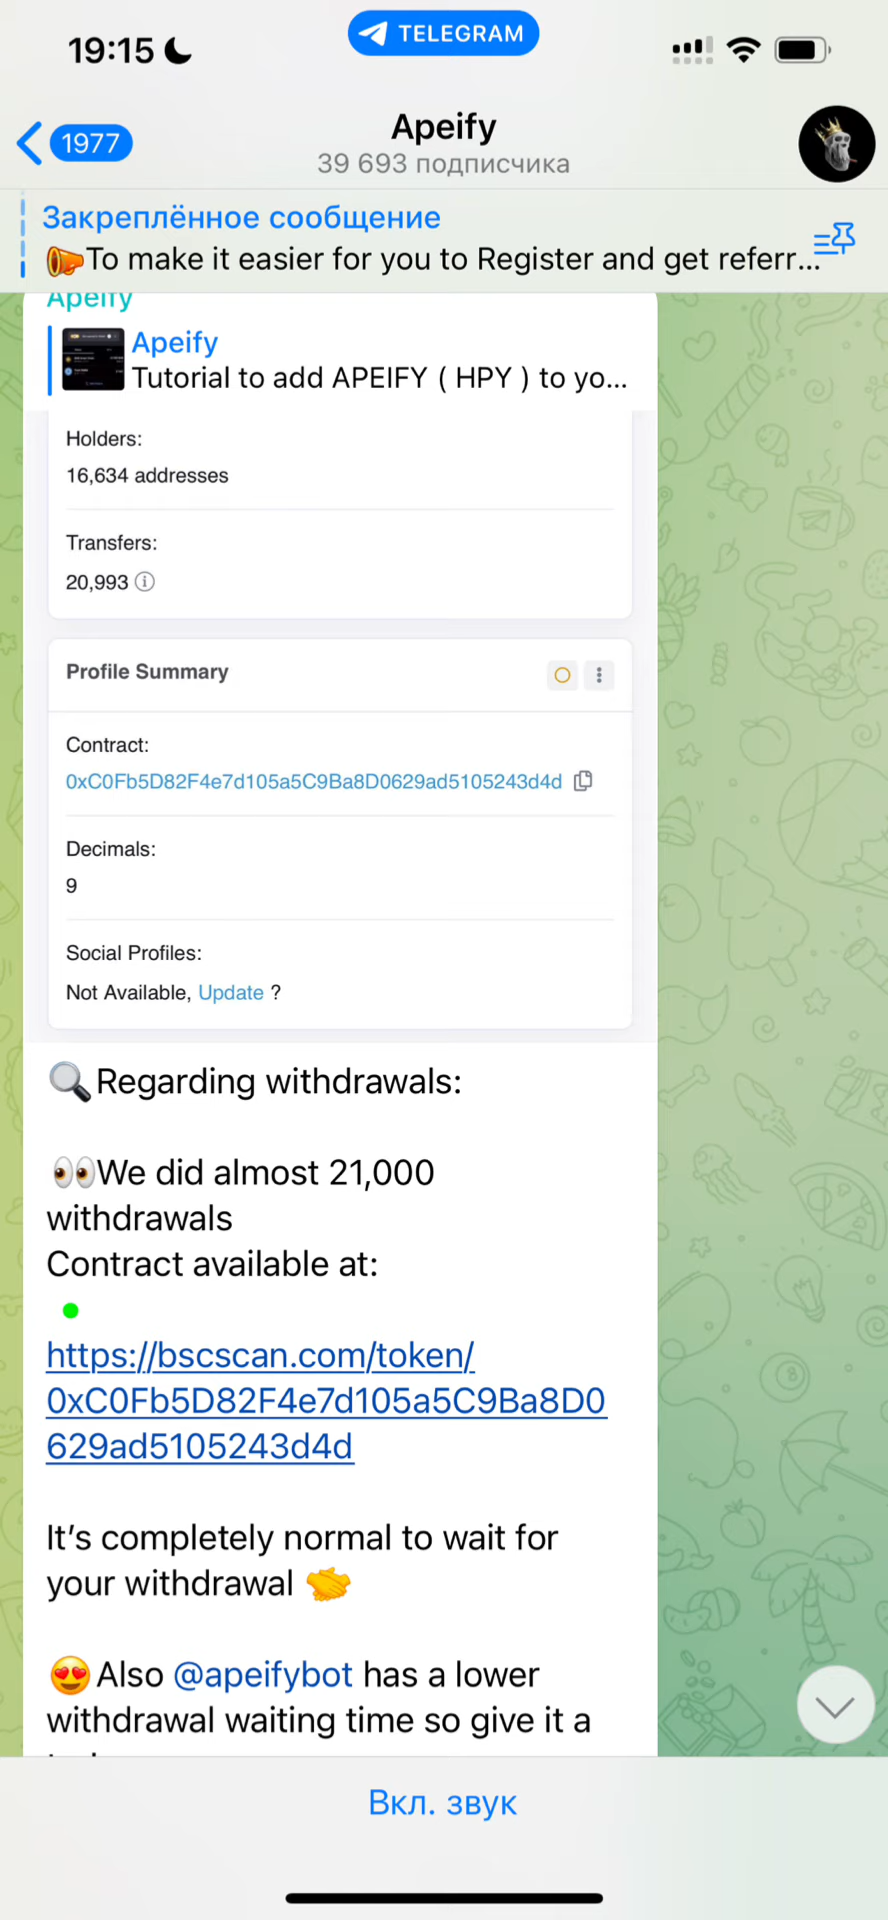 19:15
TELEGRAM
1977
Apeify
39 693 подписчика
Закреплённое сообщение
To make it easier for you to Register and get referr...
Apeify
Apeify
Tutorial to add APEIFY ( HPY ) to yo...
Holders:
16,634 addresses
Transfers:
20,993
Profile Summary
Contract:
0xC0Fb5D82F4e7d105a5C9Ba8D0629ad5105243d4d
Decimals:
9
Social Profiles:
Not Available, Update ?
🔍Regarding withdrawals:
👀We did almost 21,000
withdrawals
Contract available at:
https://bscscan.com/token/
0xC0Fb5D82F4e7d105a5C9Ba8D0
629ad5105243d4d
It’s completely normal to wait for
your withdrawal 🤝
😍Also @apeifybot has a lower
withdrawal waiting time so give it a
Вкл. звук